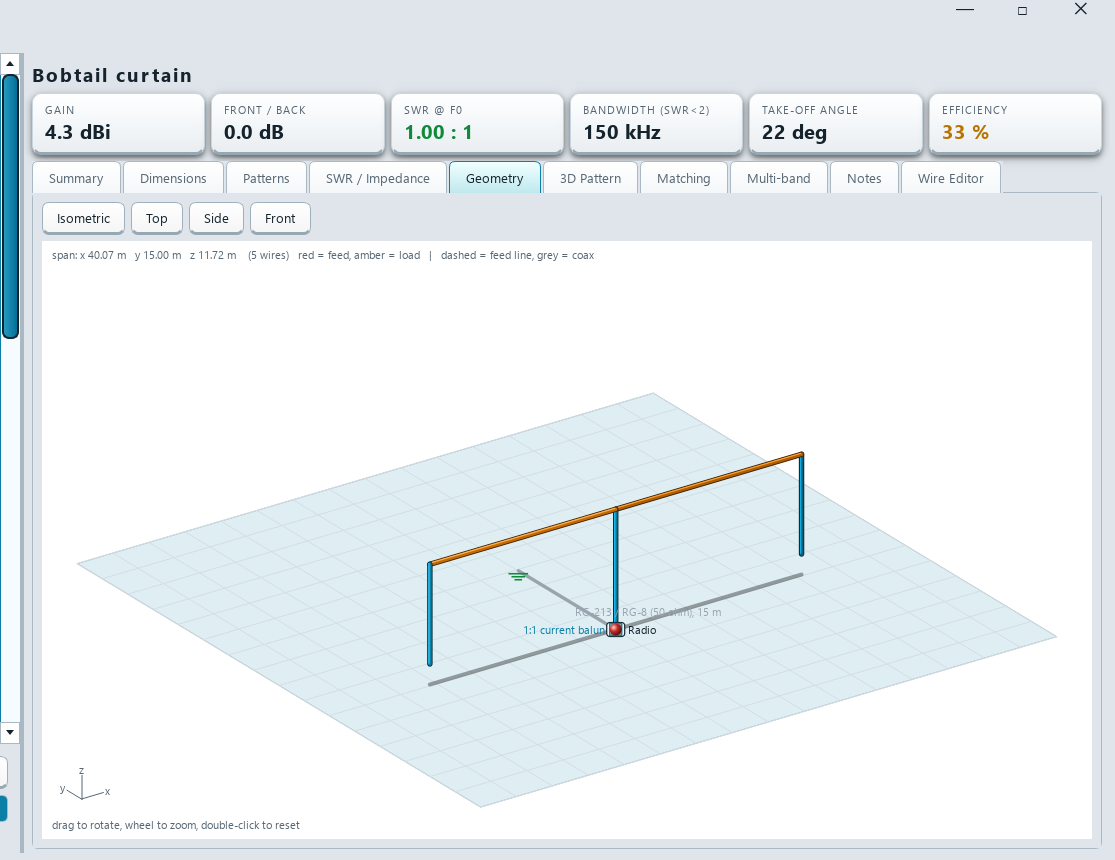 Bobtail curtain
GAIN
4.3 dBi
FRONT / BACK
0.0 dB
SWR @ F0
1.00 : 1
BANDWIDTH (SWR<2)
150 kHz
TAKE-OFF ANGLE
22 deg
EFFICIENCY
33 %
Summary
Dimensions
Patterns
SWR / Impedance
Geometry
3D Pattern
Matching
Multi-band
Notes
Wire Editor
Isometric
Top
Side
Front
span: x 40.07 m   y 15.00 m   z 11.72 m    (5 wires)   red = feed, amber = load   |   dashed = feed line, grey = coax
RG-213 / RG-8 (50 ohm), 15 m
1:1 current balun
Radio
z
y
x
drag to rotate, wheel to zoom, double-click to reset